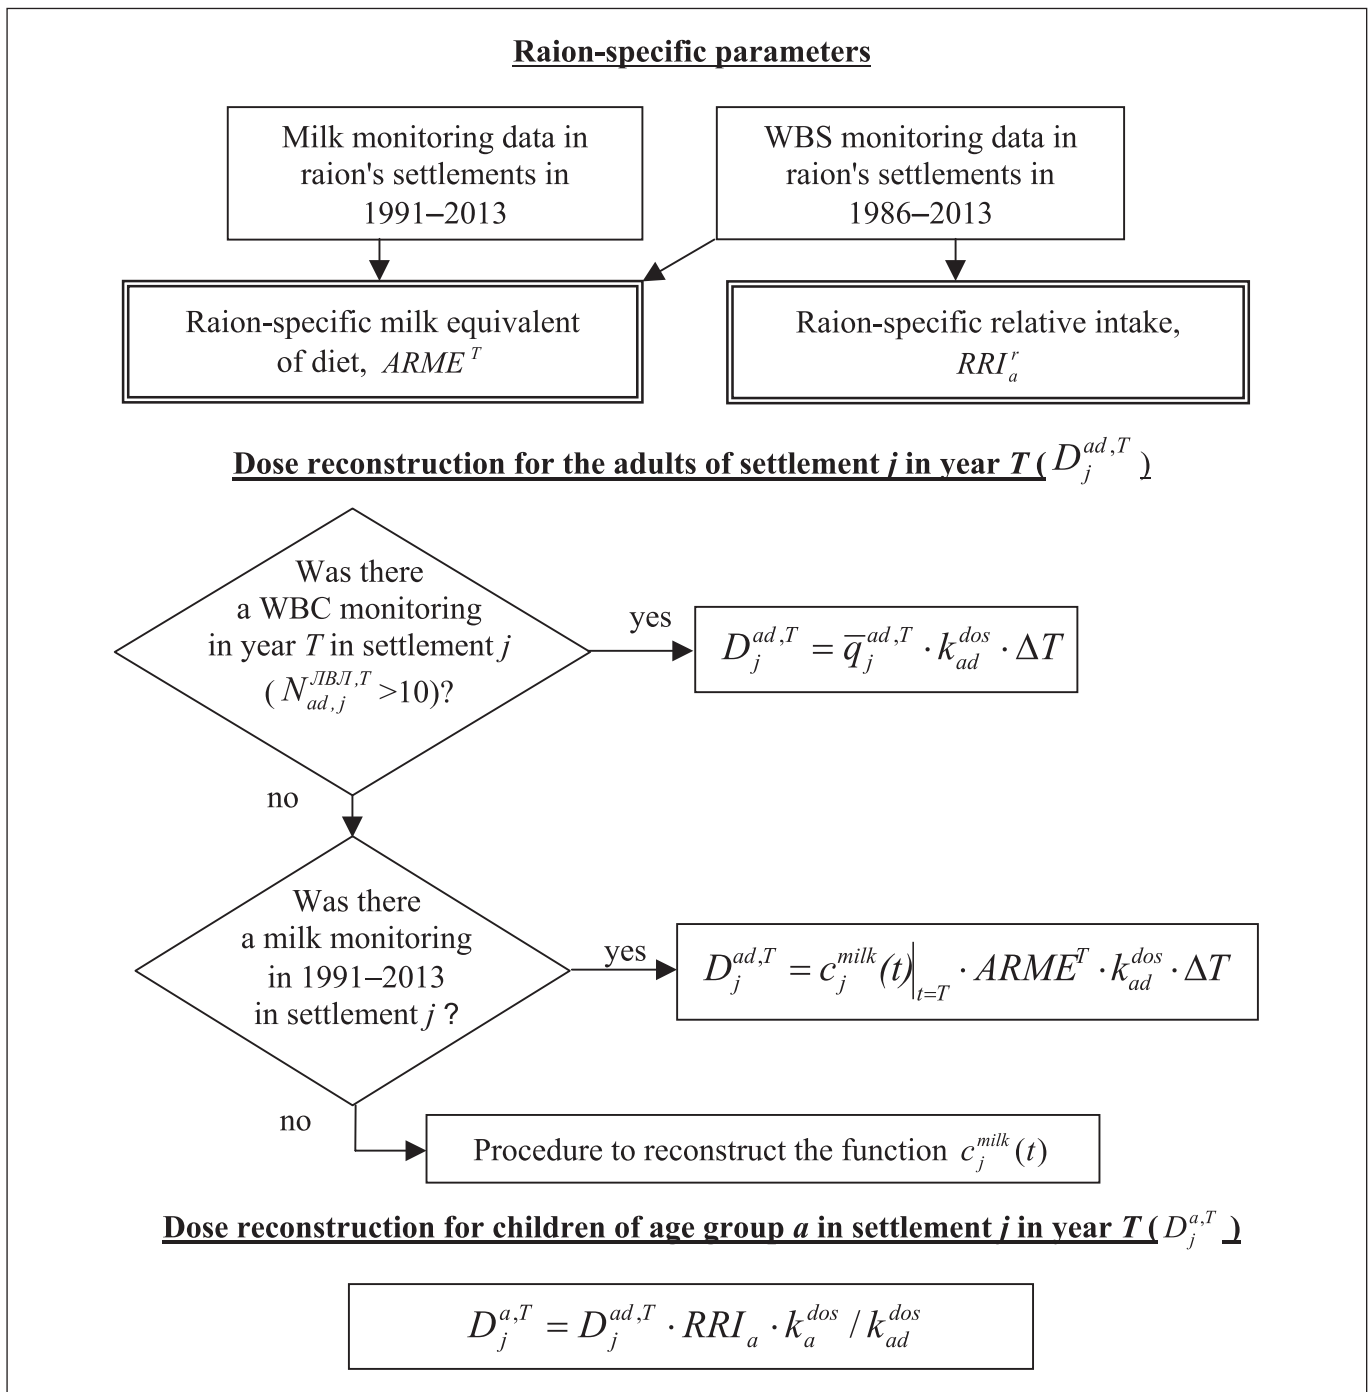 Raion-specific parameters
Milk monitoring data in
raion's settlements in
1991–2013
WBS monitoring data in
raion's settlements in
1986–2013
Raion-specific milk equivalent
of diet, ARME^T
Raion-specific relative intake,
RRI_a^r
Dose reconstruction for the adults of settlement j in year T (D_j^{ad,T})
Was there
a WBC monitoring
in year T in settlement j
(N_{ad,j}^{ЛВЛ,T} >10)?
yes
D_j^{ad,T} = \overline{q}_j^{ad,T} · k_{ad}^{dos} · ΔT
no
Was there
a milk monitoring
in 1991–2013
in settlement j ?
yes
D_j^{ad,T} = c_j^{milk}(t)|_{t=T} · ARME^T · k_{ad}^{dos} · ΔT
no
Procedure to reconstruct the function c_j^{milk}(t)
Dose reconstruction for children of age group a in settlement j in year T (D_j^{a,T})
D_j^{a,T} = D_j^{ad,T} · RRI_a · k_a^{dos} / k_{ad}^{dos}